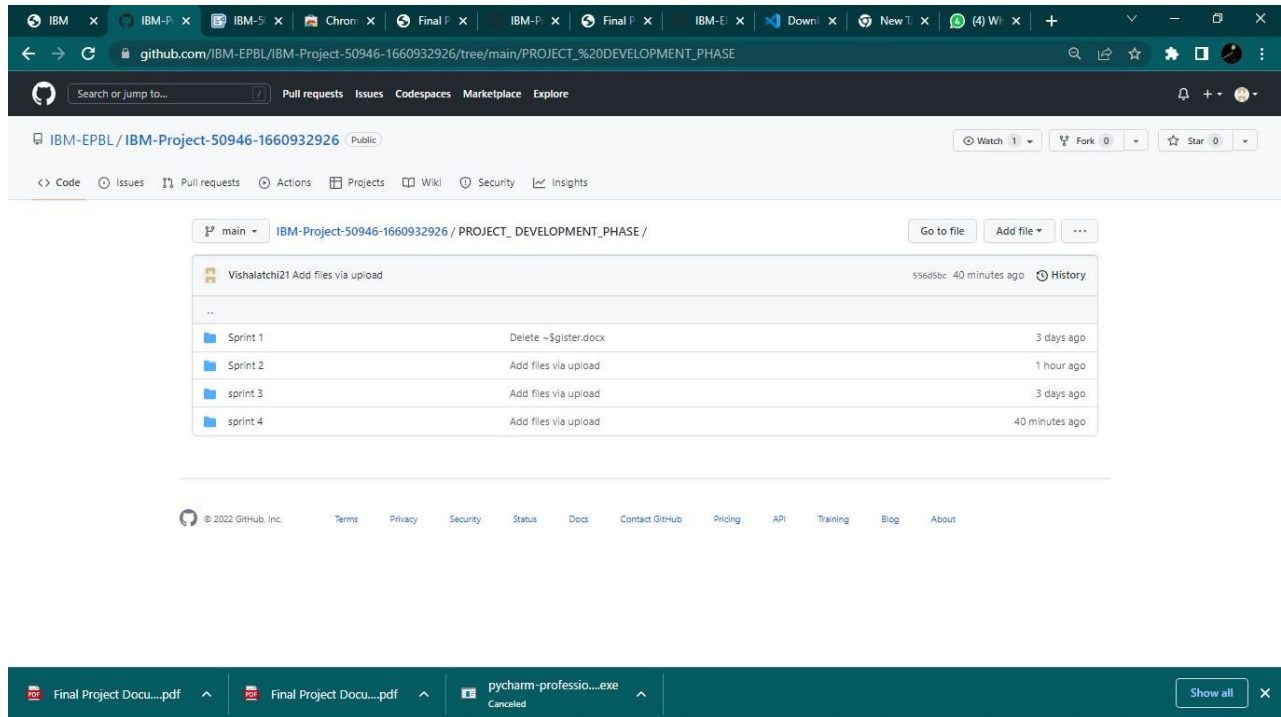 IBM IBM-P IBM-5 Chrom Final P IBM-P Final P IBM-E Downl New T (4) Wh
github.com/IBM-EPBL/IBM-Project-50946-1660932926/tree/main/PROJECT_%20DEVELOPMENT_PHASE
Search or jump to... / Pull requests Issues Codespaces Marketplace Explore
IBM-EPBL / IBM-Project-50946-1660932926 Public Watch 1 Fork 0 Star 0
<> Code Issues Pull requests Actions Projects Wiki Security Insights
main IBM-Project-50946-1660932926 / PROJECT_ DEVELOPMENT_PHASE / Go to file Add file ...
Vishalatchi21 Add files via upload 556d5bc 40 minutes ago History
..
Sprint 1 Delete ~$gister.docx 3 days ago
Sprint 2 Add files via upload 1 hour ago
sprint 3 Add files via upload 3 days ago
sprint 4 Add files via upload 40 minutes ago
© 2022 GitHub, Inc. Terms Privacy Security Status Docs Contact GitHub Pricing API Training Blog About
PDF Final Project Docu....pdf PDF Final Project Docu....pdf pycharm-professio....exe Show all
Canceled